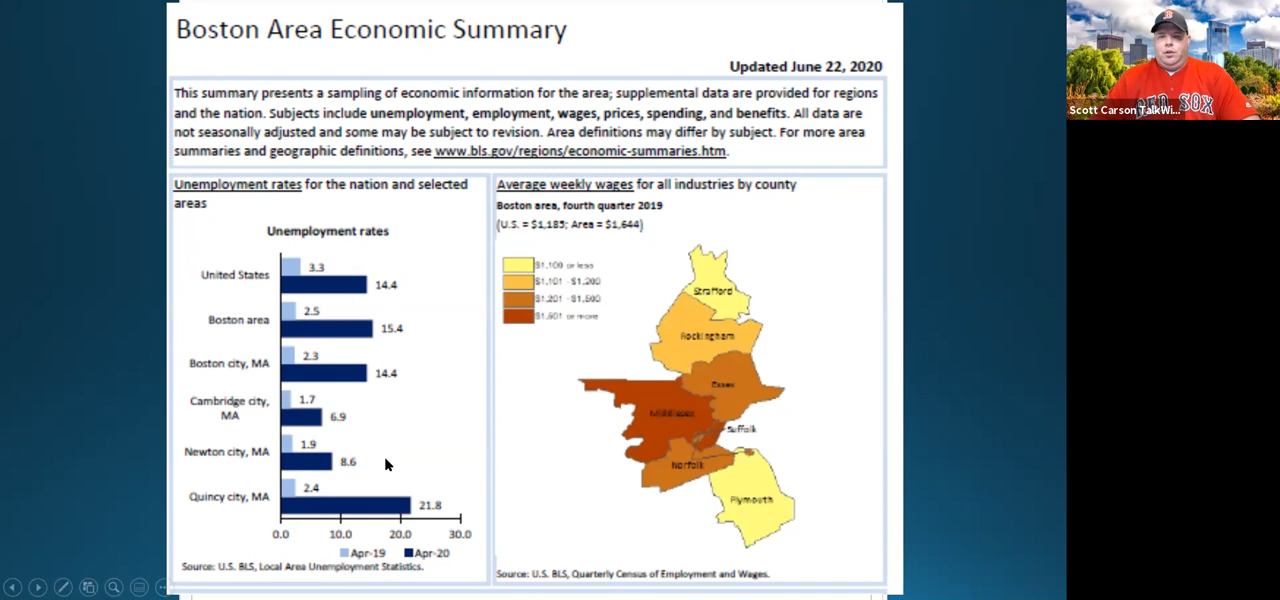 Boston Area Economic Summary
Updated June 22, 2020
This summary presents a sampling of economic information for the area; supplemental data are provided for regions
and the nation. Subjects include unemployment, employment, wages, prices, spending, and benefits. All data are
not seasonally adjusted and some may be subject to revision. Area definitions may differ by subject. For more area
summaries and geographic definitions, see www.bls.gov/regions/economic-summaries.htm.
Unemployment rates for the nation and selected
areas
Unemployment rates
United States
3.3
14.4
Boston area
2.5
15.4
Boston city, MA
2.3
14.4
Cambridge city,
MA
1.7
6.9
Newton city, MA
1.9
8.6
Quincy city, MA
2.4
21.8
0.0 10.0 20.0 30.0
Apr-19 Apr-20
Source: U.S. BLS, Local Area Unemployment Statistics.
Average weekly wages for all industries by county
Boston area, fourth quarter 2019
(U.S. = $1,185; Area = $1,644)
$1,100 or less
$1,101 - $1,200
$1,201 - $1,500
$1,501 or more
Strafford
Rockingham
Essex
Middlesex
Suffolk
Norfolk
Plymouth
Source: U.S. BLS, Quarterly Census of Employment and Wages.
RED SOX
Scott Carson TalkWi...